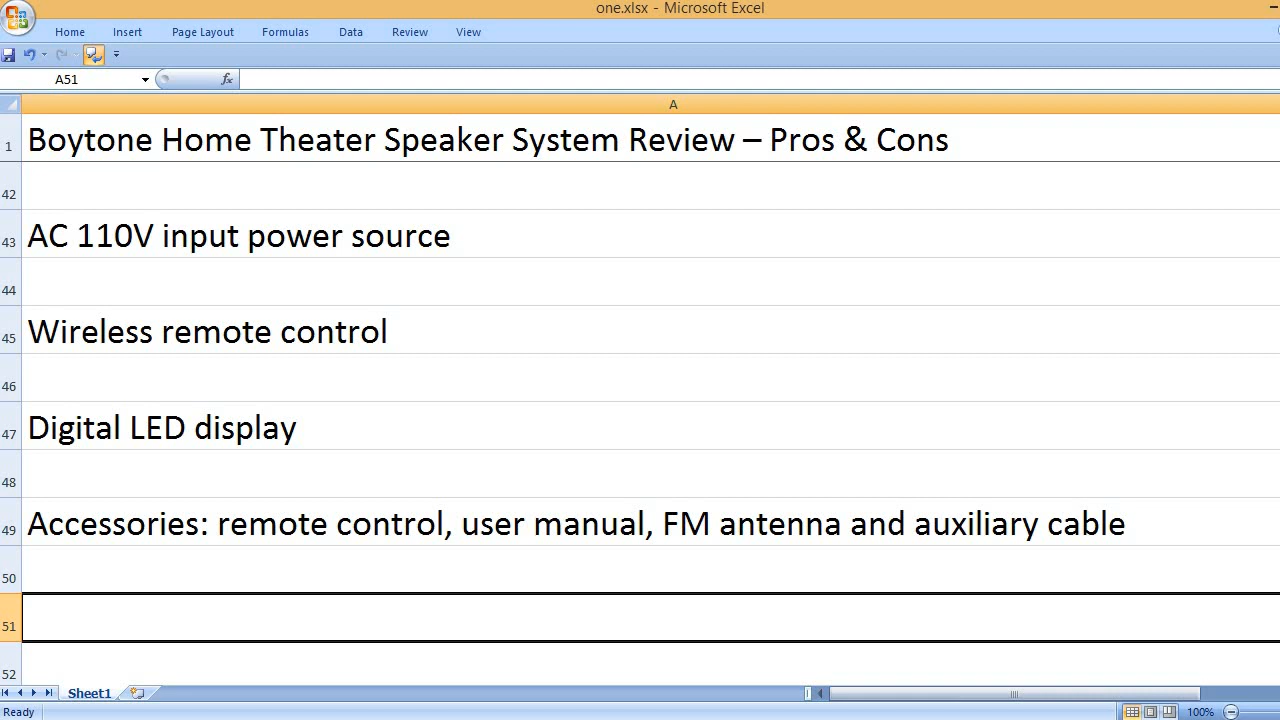 one.xlsx - Microsoft Excel
Home Insert Page Layout Formulas Data Review View
A51 fx
A
1 Boytone Home Theater Speaker System Review – Pros & Cons
42
43 AC 110V input power source
44
45 Wireless remote control
46
47 Digital LED display
48
49 Accessories: remote control, user manual, FM antenna and auxiliary cable
50
51
52
Sheet1
Ready 100%